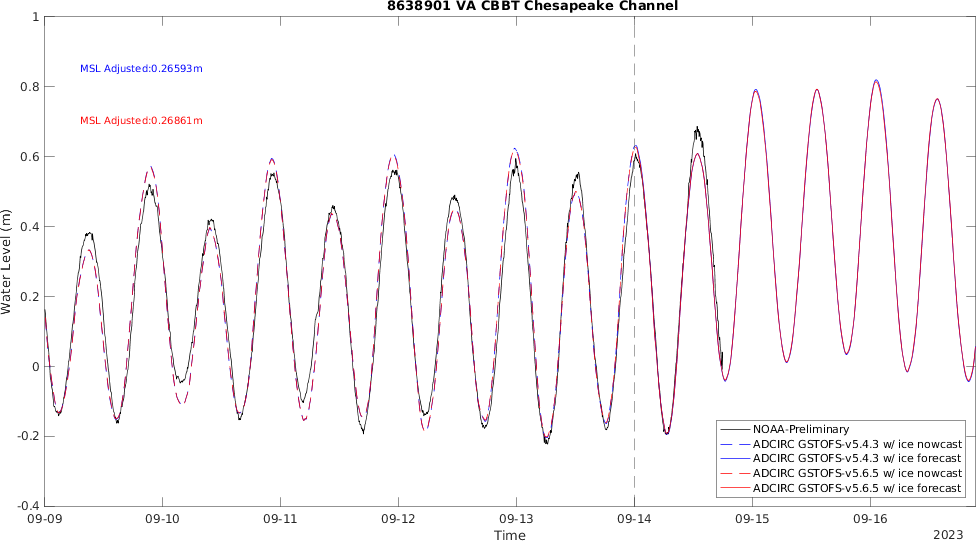 8638901 VA CBBT Chesapeake Channel
1
0.8
0.6
0.4
0.2
0
-0.2
-0.4
Water Level (m)
MSL Adjusted:0.26593m
MSL Adjusted:0.26861m
NOAA-Preliminary
ADCIRC GSTOFS-v5.4.3 w/ ice nowcast
ADCIRC GSTOFS-v5.4.3 w/ ice forecast
ADCIRC GSTOFS-v5.6.5 w/ ice nowcast
ADCIRC GSTOFS-v5.6.5 w/ ice forecast
09-09 09-10 09-11 09-12 09-13 09-14 09-15 09-16
Time
2023